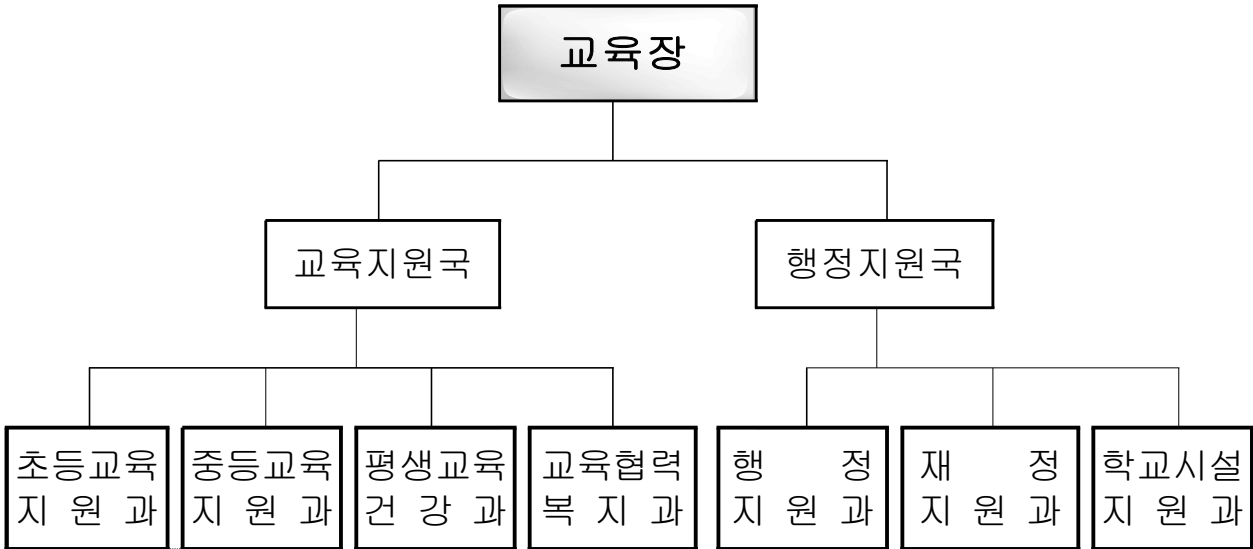 교육장
교육지원국
행정지원국
초등교육
지 원 과
중등교육
지 원 과
평생교육
건 강 과
교육협력
복 지 과
행 정
지 원 과
재 정
지 원 과
학교시설
지 원 과